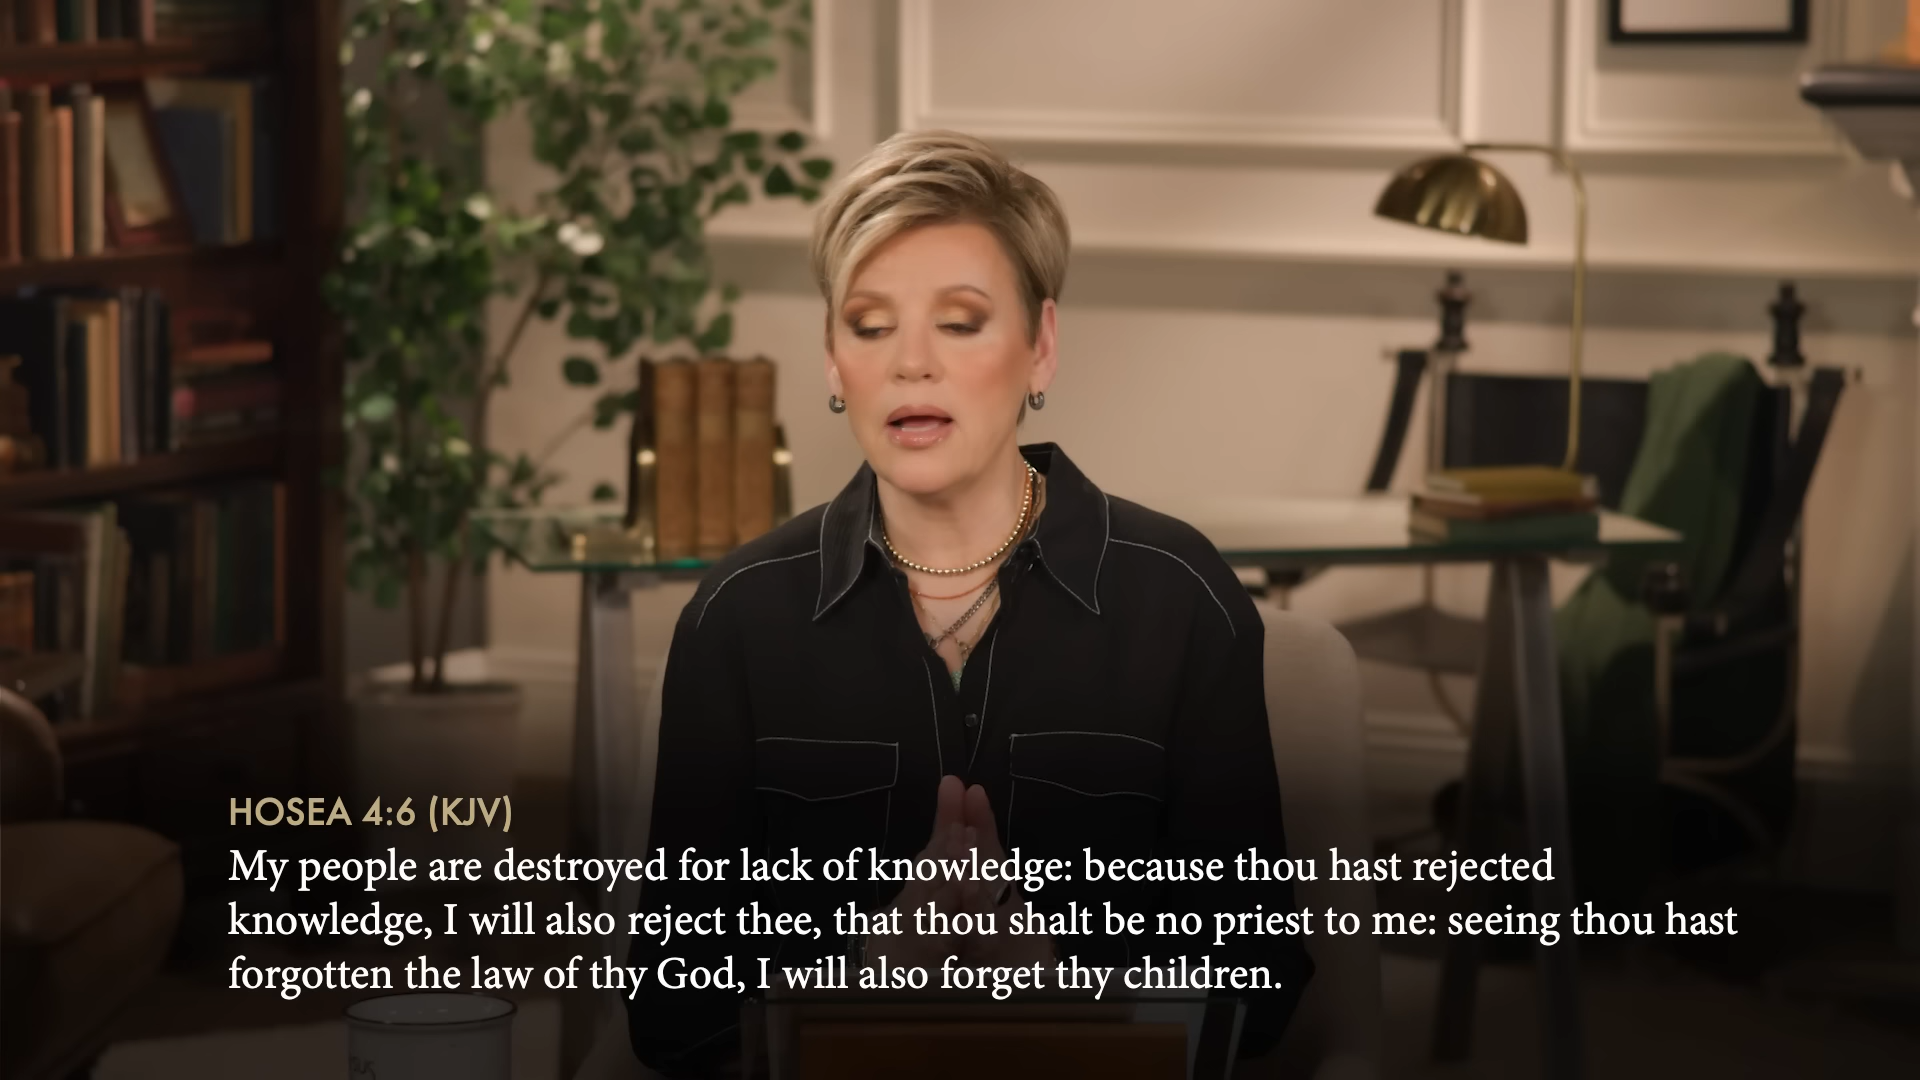 HOSEA 4:6 (KJV)
My people are destroyed for lack of knowledge: because thou hast rejected
knowledge, I will also reject thee, that thou shalt be no priest to me: seeing thou hast
forgotten the law of thy God, I will also forget thy children.